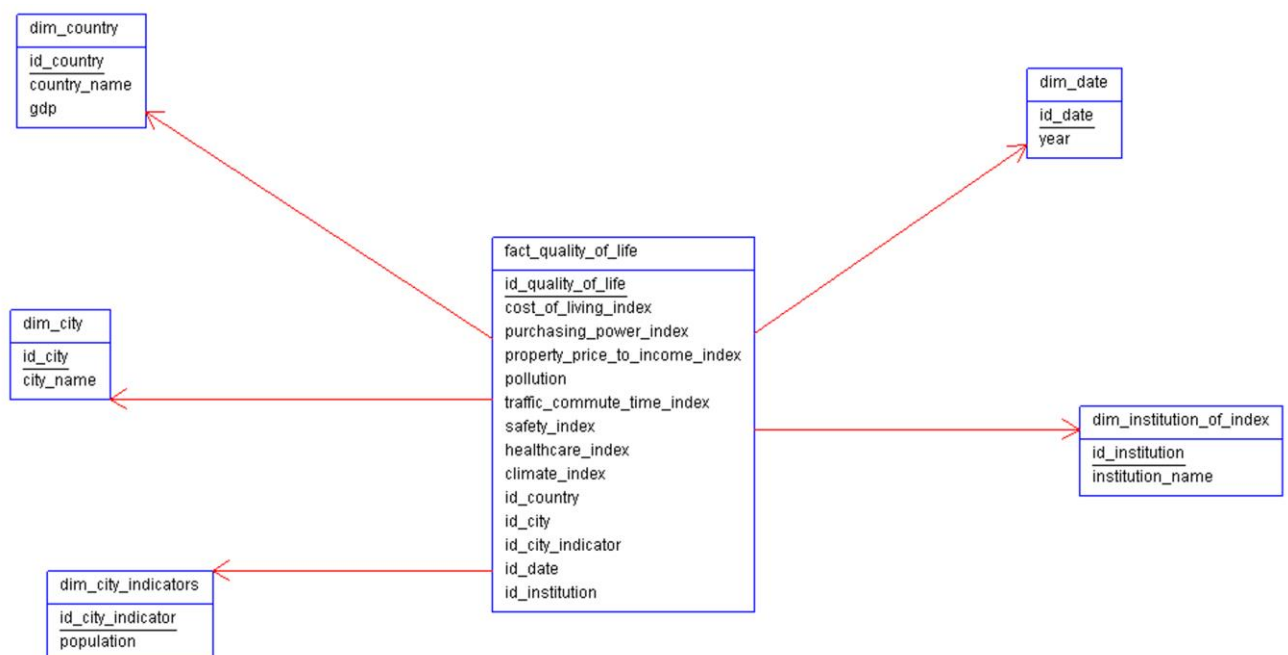 dim_country
id_country
country_name
gdp
dim_date
id_date
year
fact_quality_of_life
id_quality_of_life
cost_of_living_index
purchasing_power_index
property_price_to_income_index
pollution
traffic_commute_time_index
safety_index
healthcare_index
climate_index
id_country
id_city
id_city_indicator
id_date
id_institution
dim_city
id_city
city_name
dim_institution_of_index
id_institution
institution_name
dim_city_indicators
id_city_indicator
population